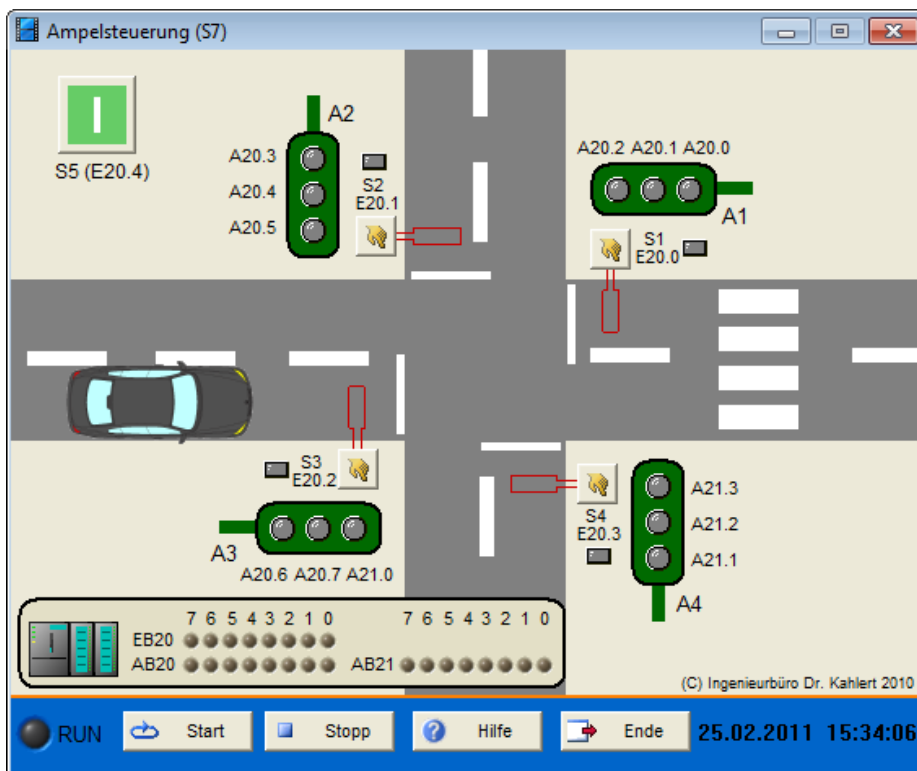 Ampelsteuerung (S7)
S5 (E20.4)
A2
A20.3
A20.4
A20.5
S2
E20.1
A20.2 A20.1 A20.0
A1
S1
E20.0
S3
E20.2
A3
A20.6 A20.7 A21.0
S4
E20.3
A21.3
A21.2
A21.1
A4
7 6 5 4 3 2 1 0 7 6 5 4 3 2 1 0
EB20
AB20 AB21
(C) Ingenieurbüro Dr. Kahlert 2010
RUN Start Stopp Hilfe Ende 25.02.2011 15:34:06